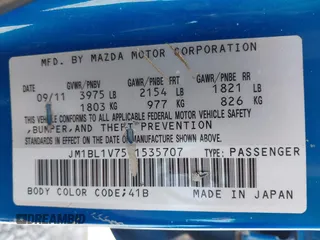 MFD. BY MAZDA MOTOR CORPORATION
GVWR/PNBV GAWR/PNBE FRT GAWR/PNBE RR
09/11 3975 LB 2154 LB 1821 LB
1803 KG 977 KG 826 KG
THIS VEHICLE CONFORMS TO ALL APPLICABLE FEDERAL MOTOR VEHICLE SAFETY
,BUMPER,AND THEFT PREVENTION
STANDARDS IN EFFECT ON THE DATE OF MANUFACTURE SHOWN ABOVE.
JM1BL1V75 1535707 TYPE: PASSENGER
BODY COLOR CODE;41B MADE IN JAPAN
DREAMBID